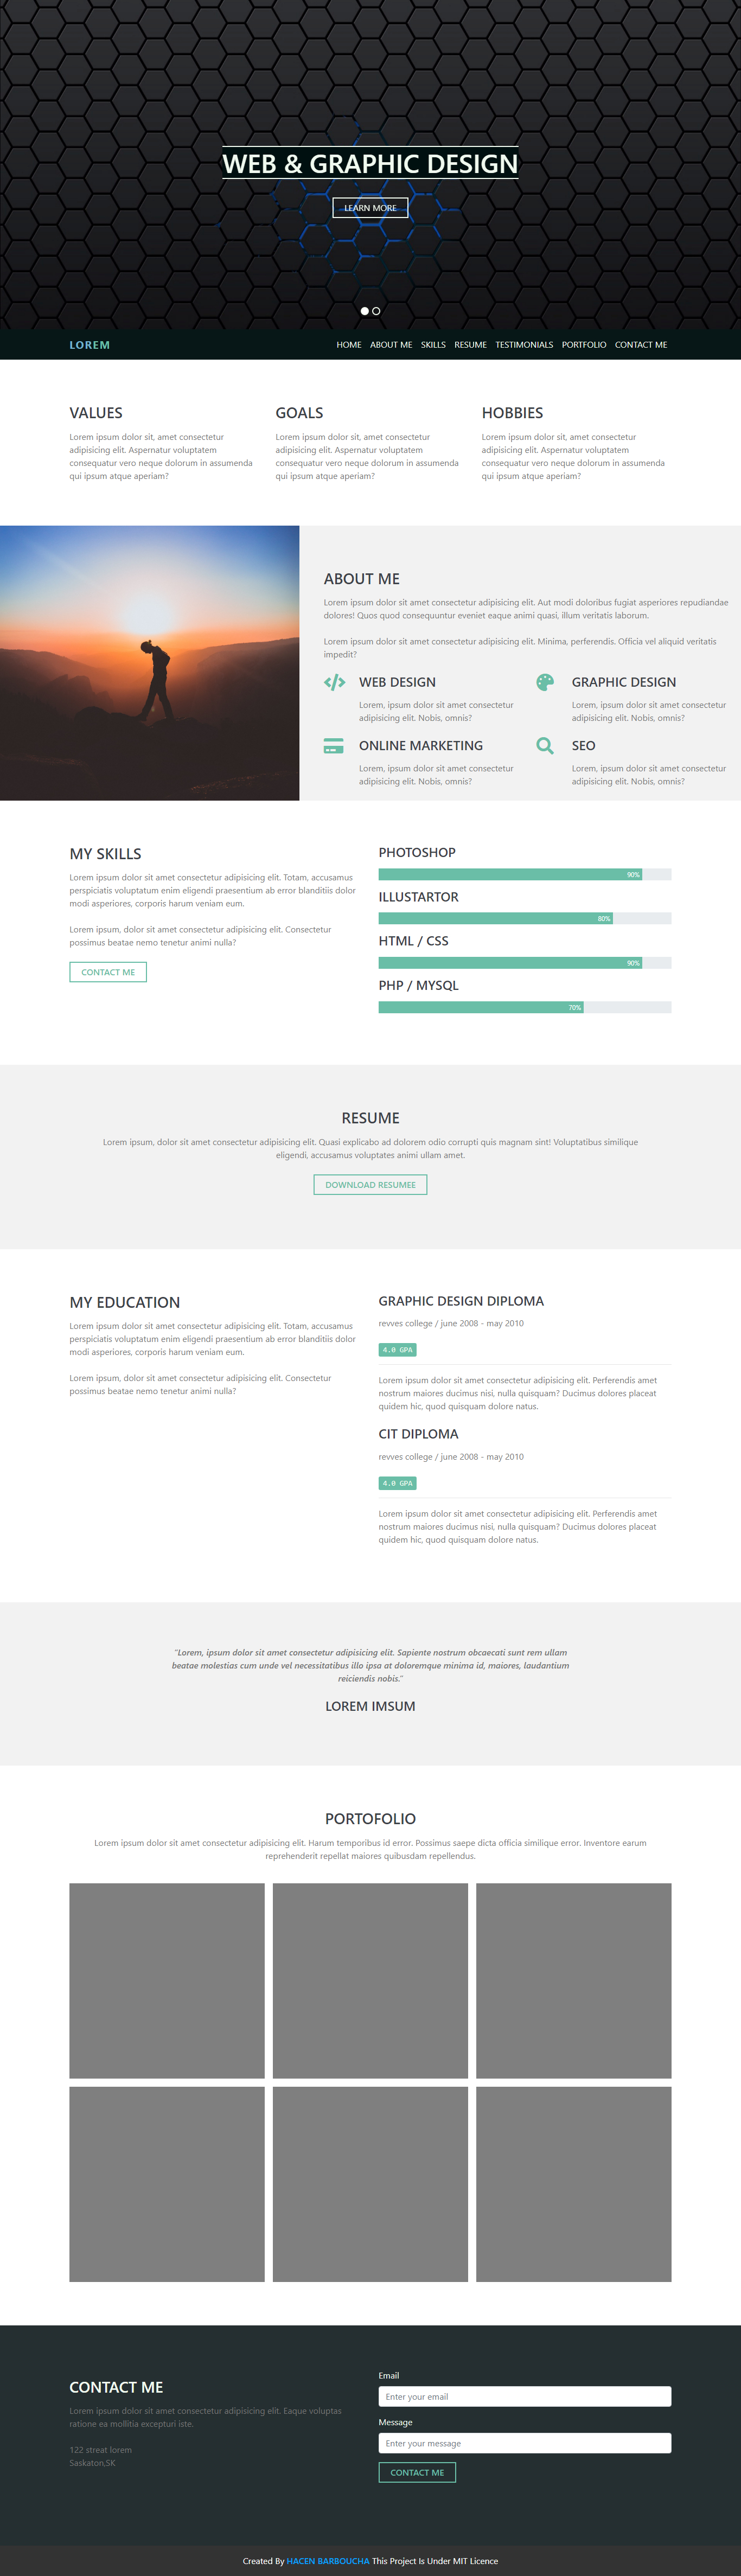 WEB & GRAPHIC DESIGN
LEARN MORE
LOREM
HOME ABOUT ME SKILLS RESUME TESTIMONIALS PORTFOLIO CONTACT ME
VALUES
Lorem ipsum dolor sit, amet consectetur
adipisicing elit. Aspernatur voluptatem
consequatur vero neque dolorum in assumenda
qui ipsum atque aperiam?
GOALS
Lorem ipsum dolor sit, amet consectetur
adipisicing elit. Aspernatur voluptatem
consequatur vero neque dolorum in assumenda
qui ipsum atque aperiam?
HOBBIES
Lorem ipsum dolor sit, amet consectetur
adipisicing elit. Aspernatur voluptatem
consequatur vero neque dolorum in assumenda
qui ipsum atque aperiam?
ABOUT ME
Lorem ipsum dolor sit amet consectetur adipisicing elit. Aut modi doloribus fugiat asperiores repudiandae
dolores! Quos quod consequuntur eveniet eaque animi quasi, illum veritatis laborum.
Lorem ipsum dolor sit amet consectetur adipisicing elit. Minima, perferendis. Officia vel aliquid veritatis
impedit?
WEB DESIGN
Lorem, ipsum dolor sit amet consectetur
adipisicing elit. Nobis, omnis?
GRAPHIC DESIGN
Lorem, ipsum dolor sit amet consectetur
adipisicing elit. Nobis, omnis?
ONLINE MARKETING
Lorem, ipsum dolor sit amet consectetur
adipisicing elit. Nobis, omnis?
SEO
Lorem, ipsum dolor sit amet consectetur
adipisicing elit. Nobis, omnis?
MY SKILLS
Lorem ipsum dolor sit amet consectetur adipisicing elit. Totam, accusamus
perspiciatis voluptatum enim eligendi praesentium ab error blanditiis dolor
modi asperiores, corporis harum veniam eum.
Lorem ipsum, dolor sit amet consectetur adipisicing elit. Consectetur
possimus beatae nemo tenetur animi nulla?
CONTACT ME
PHOTOSHOP
90%
ILLUSTARTOR
80%
HTML / CSS
90%
PHP / MYSQL
70%
RESUME
Lorem ipsum, dolor sit amet consectetur adipisicing elit. Quasi explicabo ad dolorem odio corrupti quis magnam sint! Voluptatibus similique
eligendi, accusamus voluptates animi ullam amet.
DOWNLOAD RESUMEE
MY EDUCATION
Lorem ipsum dolor sit amet consectetur adipisicing elit. Totam, accusamus
perspiciatis voluptatum enim eligendi praesentium ab error blanditiis dolor
modi asperiores, corporis harum veniam eum.
Lorem ipsum, dolor sit amet consectetur adipisicing elit. Consectetur
possimus beatae nemo tenetur animi nulla?
GRAPHIC DESIGN DIPLOMA
revves college / june 2008 - may 2010
4.0 GPA
Lorem ipsum dolor sit amet consectetur adipisicing elit. Perferendis amet
nostrum maiores ducimus nisi, nulla quisquam? Ducimus dolores placeat
quidem hic, quod quisquam dolore natus.
CIT DIPLOMA
revves college / june 2008 - may 2010
4.0 GPA
Lorem ipsum dolor sit amet consectetur adipisicing elit. Perferendis amet
nostrum maiores ducimus nisi, nulla quisquam? Ducimus dolores placeat
quidem hic, quod quisquam dolore natus.
"Lorem, ipsum dolor sit amet consectetur adipisicing elit. Sapiente nostrum obcaecati sunt rem ullam
beatae molestias cum unde vel necessitatibus illo ipsa at doloremque minima id, maiores, laudantium
reiciendis nobis."
LOREM IMSUM
PORTOFOLIO
Lorem ipsum dolor sit amet consectetur adipisicing elit. Harum temporibus id error. Possimus saepe dicta officia similique error. Inventore earum
reprehenderit repellat maiores quibusdam repellendus.
CONTACT ME
Lorem ipsum dolor sit amet consectetur adipisicing elit. Eaque voluptas
ratione ea mollitia excepturi iste.
122 streat lorem
Saskaton,SK
Email
Enter your email
Message
Enter your message
CONTACT ME
Created By HACEN BARBOUCHA This Project Is Under MIT Licence